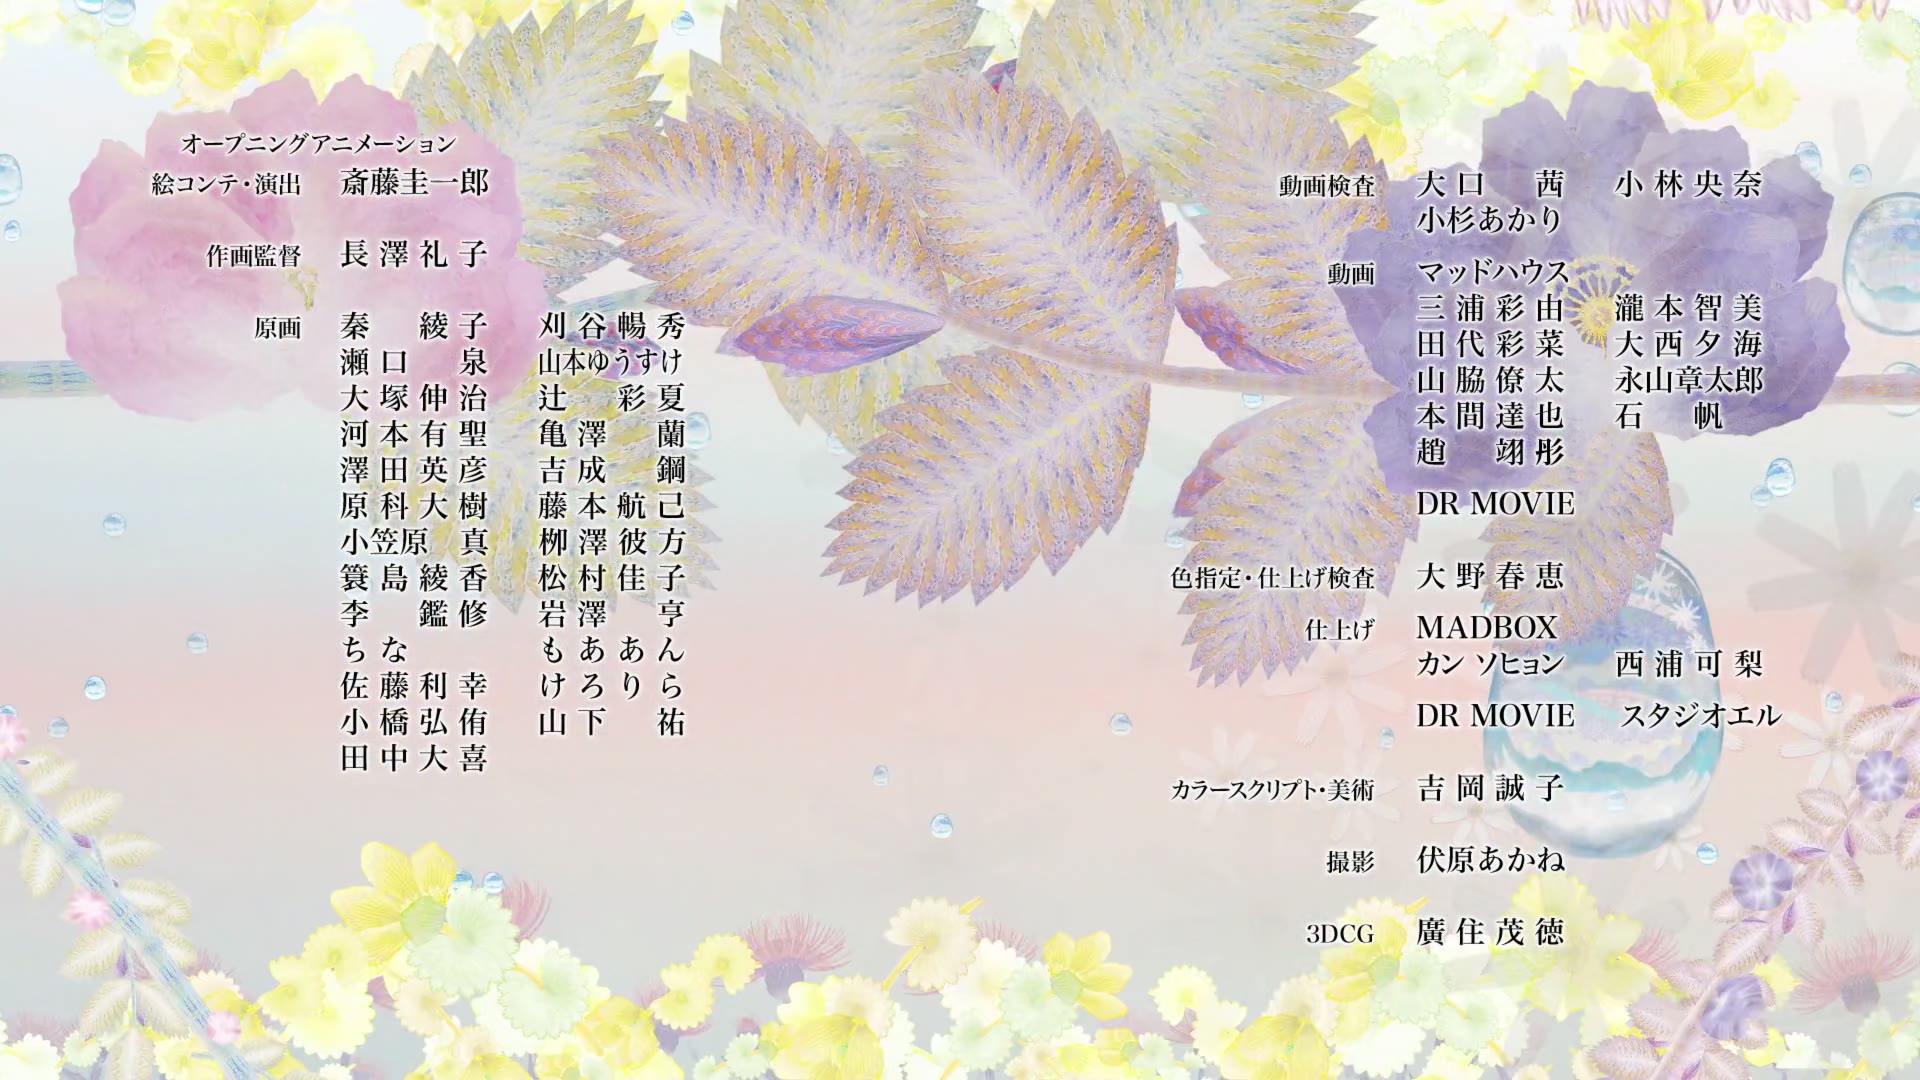 オープニングアニメーション
絵コンテ・演出 斎藤圭一郎
作画監督 長澤礼子
原画 秦 綾子 刈谷暢秀
瀬口 泉 山本ゆうすけ
大塚伸治 辻 彩夏
河本有聖 亀澤 蘭
澤田英彦 吉成 鋼
原科大樹 藤本航己
小笠原 真 栁澤彼方
簑島綾香 松村佳子
李 鑑修 岩澤 亨
ちな もああん
佐藤利幸 けろりら
小橋弘侑 山下 祐
田中大喜
動画検査 大口 茜 小林央奈
小杉あかり
動画 マッドハウス
三浦彩由 瀧本智美
田代彩菜 大西夕海
山脇僚太 永山章太郎
本間達也 石 帆
趙 翊彤
DR MOVIE
色指定・仕上げ検査 大野春恵
仕上げ MADBOX
カン ソヒョン 西浦可梨
DR MOVIE スタジオエル
カラースクリプト・美術 吉岡誠子
撮影 伏原あかね
3DCG 廣住茂徳